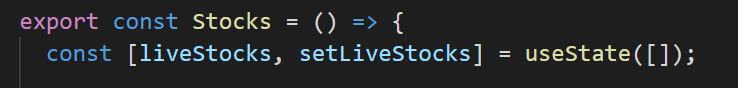 export const Stocks = () => {
const [liveStocks, setLiveStocks] = useState([]);